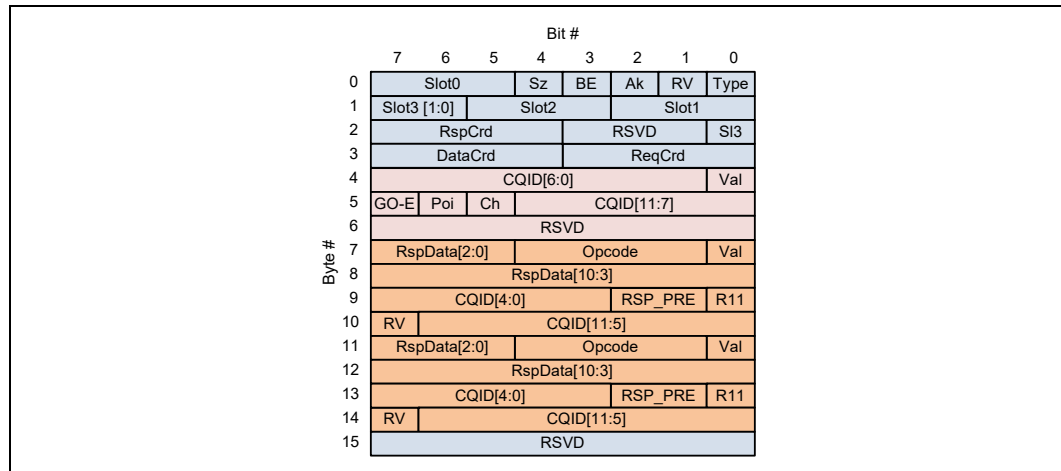 Bit #
7 6 5 4 3 2 1 0
Byte #
0 Slot0 Sz BE Ak RV Type
1 Slot3 [1:0] Slot2 Slot1
2 RspCrd RSVD Sl3
3 DataCrd ReqCrd
4 CQID[6:0] Val
5 GO-E Poi Ch CQID[11:7]
6 RSVD
7 RspData[2:0] Opcode Val
8 RspData[10:3]
9 CQID[4:0] RSP_PRE R11
10 RV CQID[11:5]
11 RspData[2:0] Opcode Val
12 RspData[10:3]
13 CQID[4:0] RSP_PRE R11
14 RV CQID[11:5]
15 RSVD